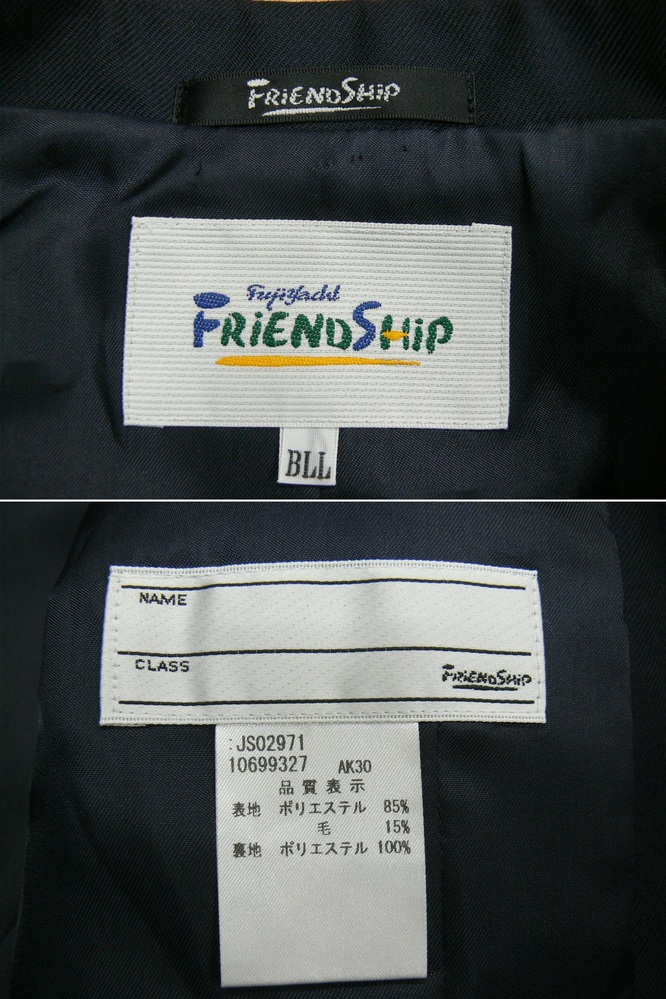 FRiENDSHiP
FujiYacht
FRiENDSHiP
BLL
NAME
CLASS
FRiENDSHiP
:JS02971
10699327 AK30
品質表示
表地 ポリエステル 85%
毛 15%
裏地 ポリエステル 100%